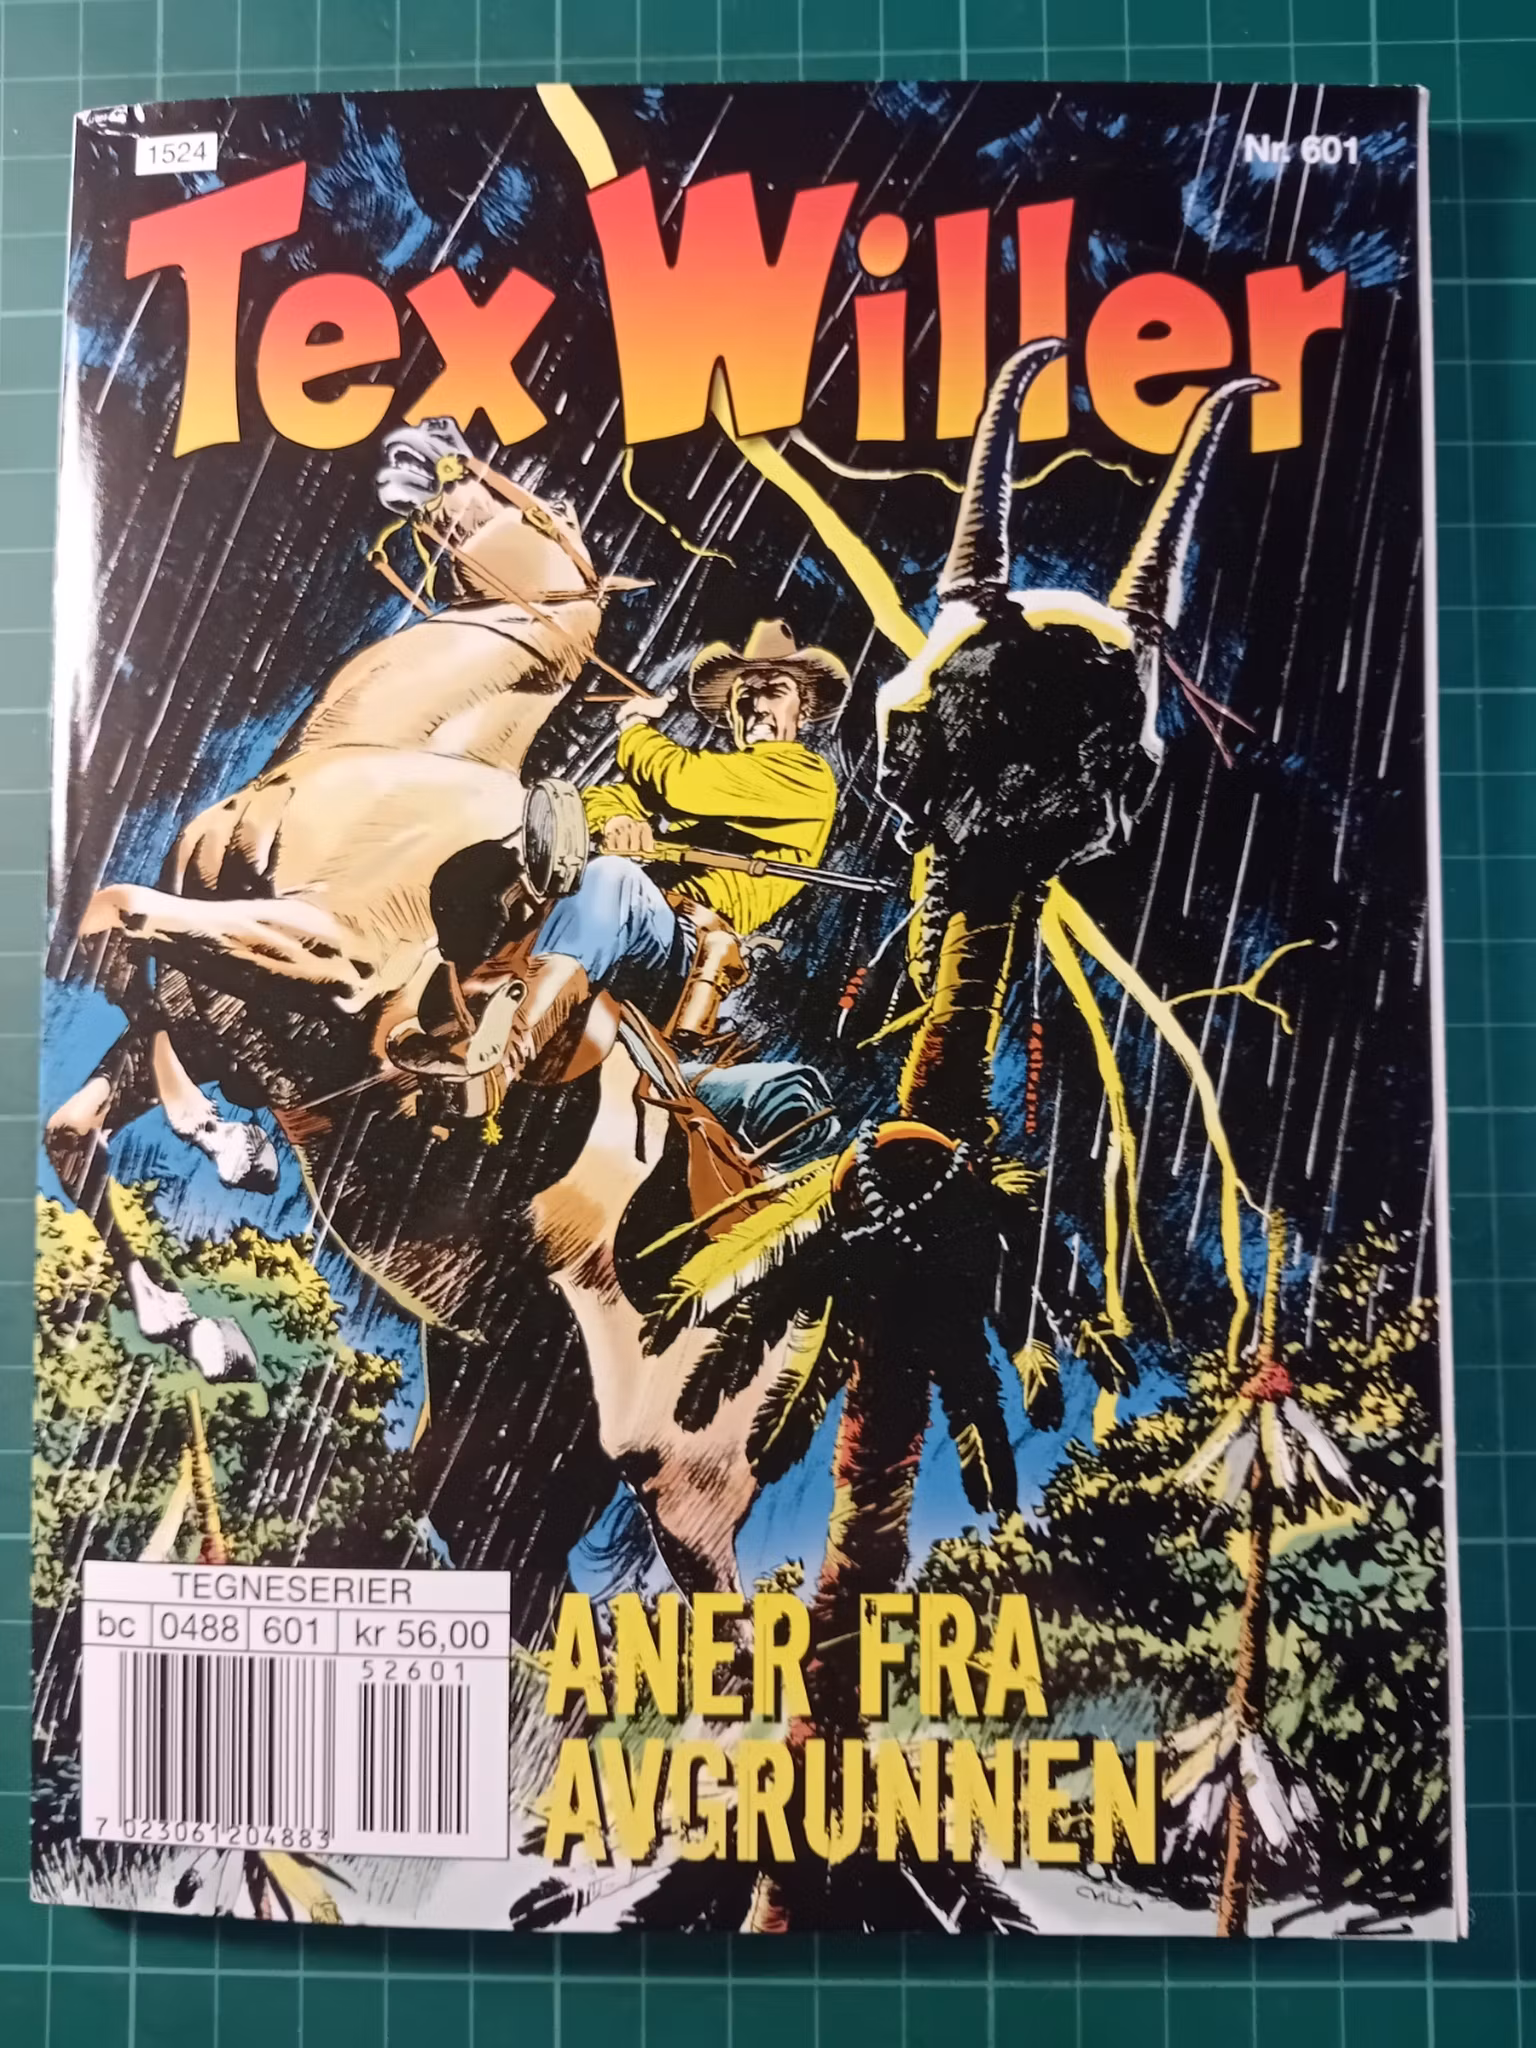 1524
Nr. 601
Tex Willer
TEGNESERIER
bc 0488 601 kr 56,00
52601
7 023061 204883
ANER FRA
AVGRUNNEN
VILLA